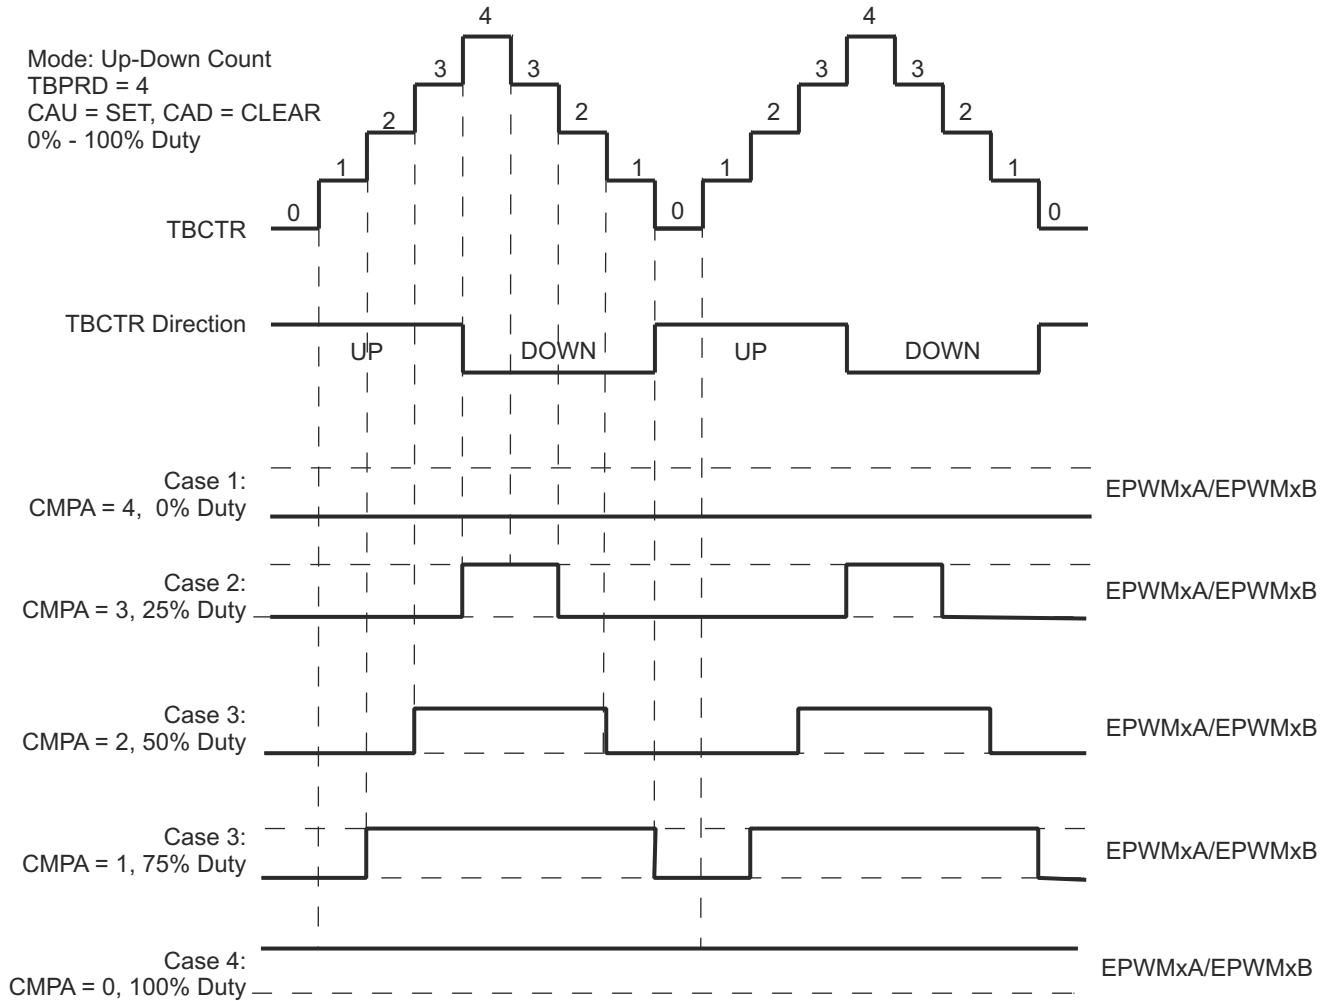 4
4
Mode: Up-Down Count
TBPRD = 4
CAU = SET, CAD = CLEAR
0% - 100% Duty
3
3
3
3
2
2
2
2
1
1
1
1
0
0
0
TBCTR
TBCTR Direction
UP
DOWN
UP
DOWN
Case 1:
CMPA = 4, 0% Duty
EPWMxA/EPWMxB
Case 2:
CMPA = 3, 25% Duty
EPWMxA/EPWMxB
Case 3:
CMPA = 2, 50% Duty
EPWMxA/EPWMxB
Case 3:
CMPA = 1, 75% Duty
EPWMxA/EPWMxB
Case 4:
CMPA = 0, 100% Duty
EPWMxA/EPWMxB